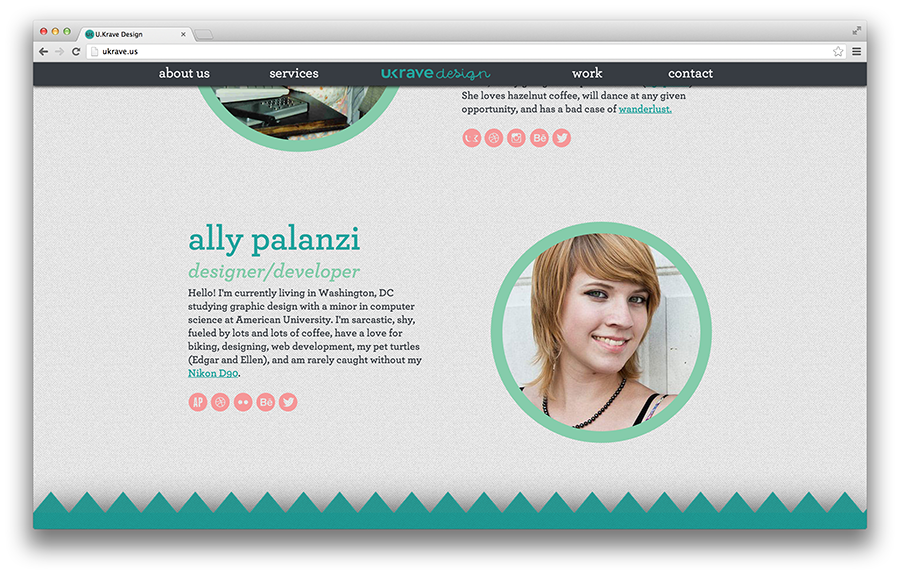 U.Krave Design
ukrave.us
about us services ukrave design work contact
She loves hazelnut coffee, will dance at any given
opportunity, and has a bad case of wanderlust.
Bē
ally palanzi
designer/developer
Hello! I'm currently living in Washington, DC
studying graphic design with a minor in computer
science at American University. I'm sarcastic, shy,
fueled by lots and lots of coffee, have a love for
biking, designing, web development, my pet turtles
(Edgar and Ellen), and am rarely caught without my
Nikon D90.
AP Bē